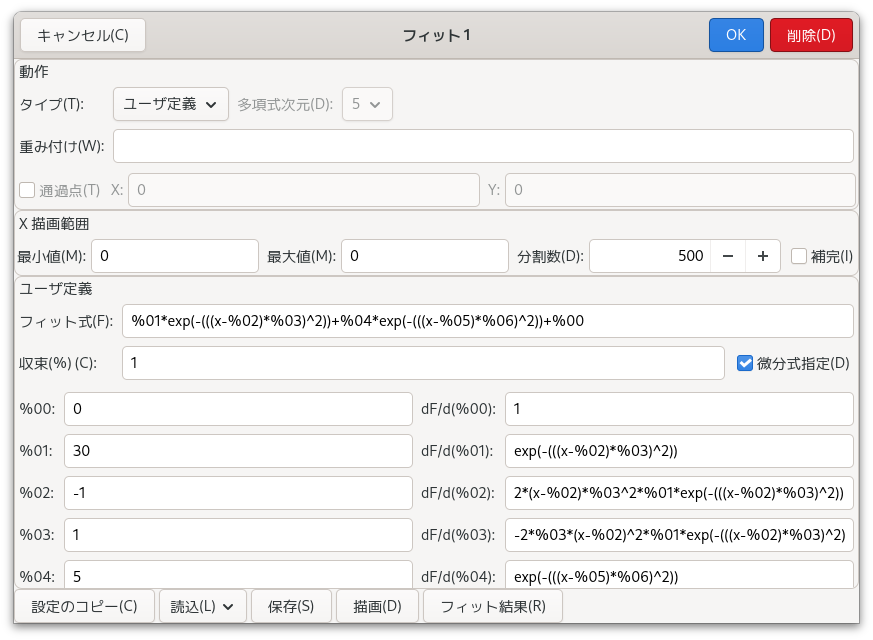 キャンセル(C) フィット1 OK 削除(D)
動作
タイプ(T): ユーザ定義 多項式次元(D): 5
重み付け(W):
通過点(T) X: 0 Y: 0
X 描画範囲
最小値(M): 0 最大値(M): 0 分割数(D): 500 − + 補完(I)
ユーザ定義
フィット式(F): %01*exp(-(((x-%02)*%03)^2))+%04*exp(-(((x-%05)*%06)^2))+%00
収束(%) (C): 1 微分式指定(D)
%00: 0 dF/d(%00): 1
%01: 30 dF/d(%01): exp(-(((x-%02)*%03)^2))
%02: -1 dF/d(%02): 2*(x-%02)*%03^2*%01*exp(-(((x-%02)*%03)^2))
%03: 1 dF/d(%03): -2*%03*(x-%02)^2*%01*exp(-(((x-%02)*%03)^2)
%04: 5 dF/d(%04): exp(-(((x-%05)*%06)^2))
設定のコピー(C) 読込(L) 保存(S) 描画(D) フィット結果(R)